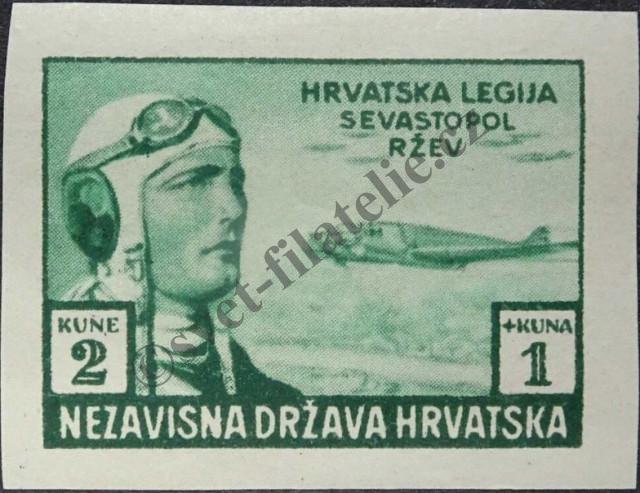 HRVATSKA LEGIJA
SEVASTOPOL
RŽEV
KUNE
2
+KUNA
1
NEZAVISNA DRŽAVA HRVATSKA
©svet-filatelie.cz